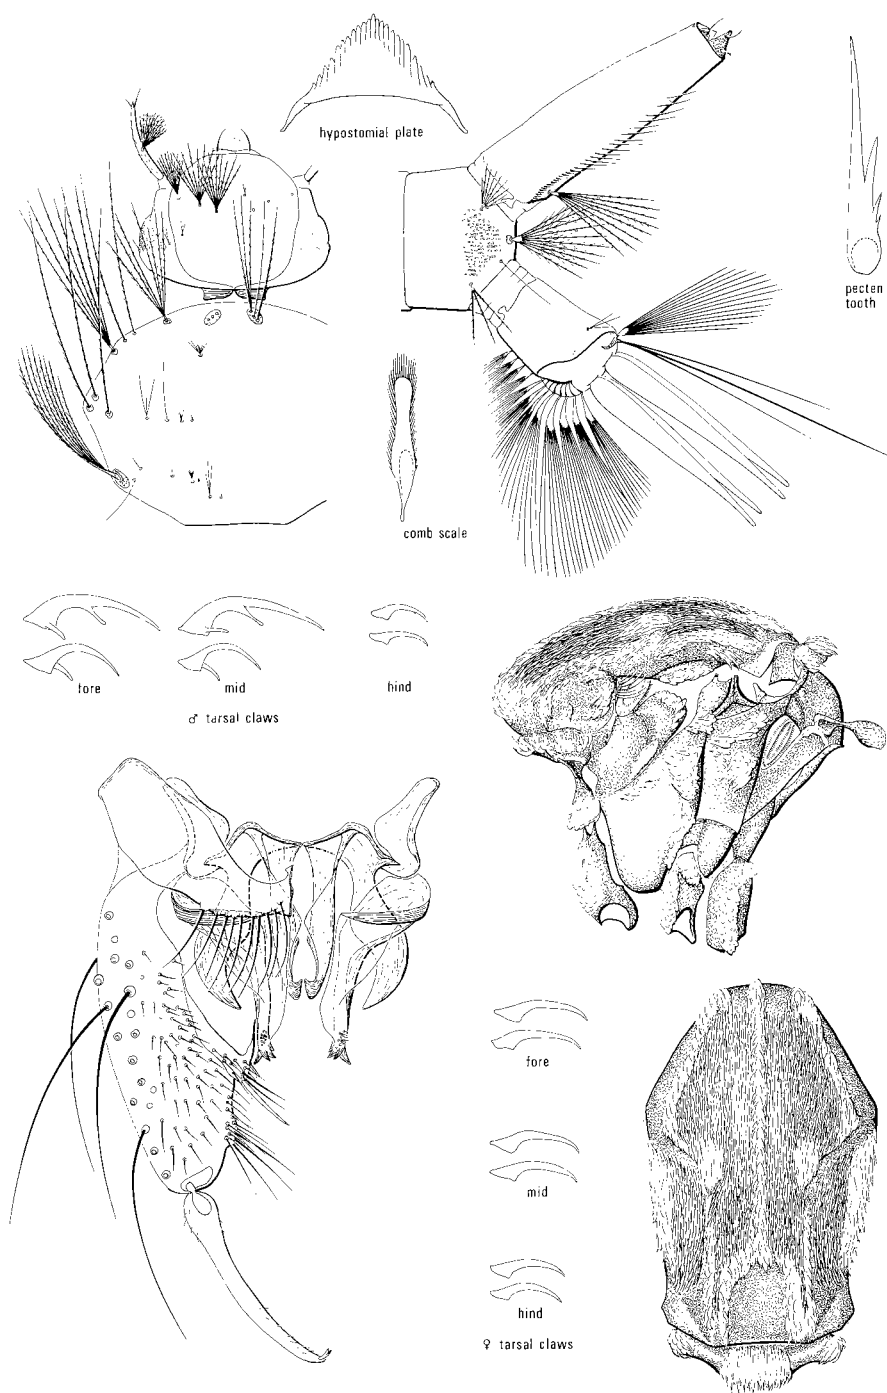 hypostomial plate
pecten
tooth
comb scale
fore
mid
hind
♂ tarsal claws
fore
mid
hind
♀ tarsal claws